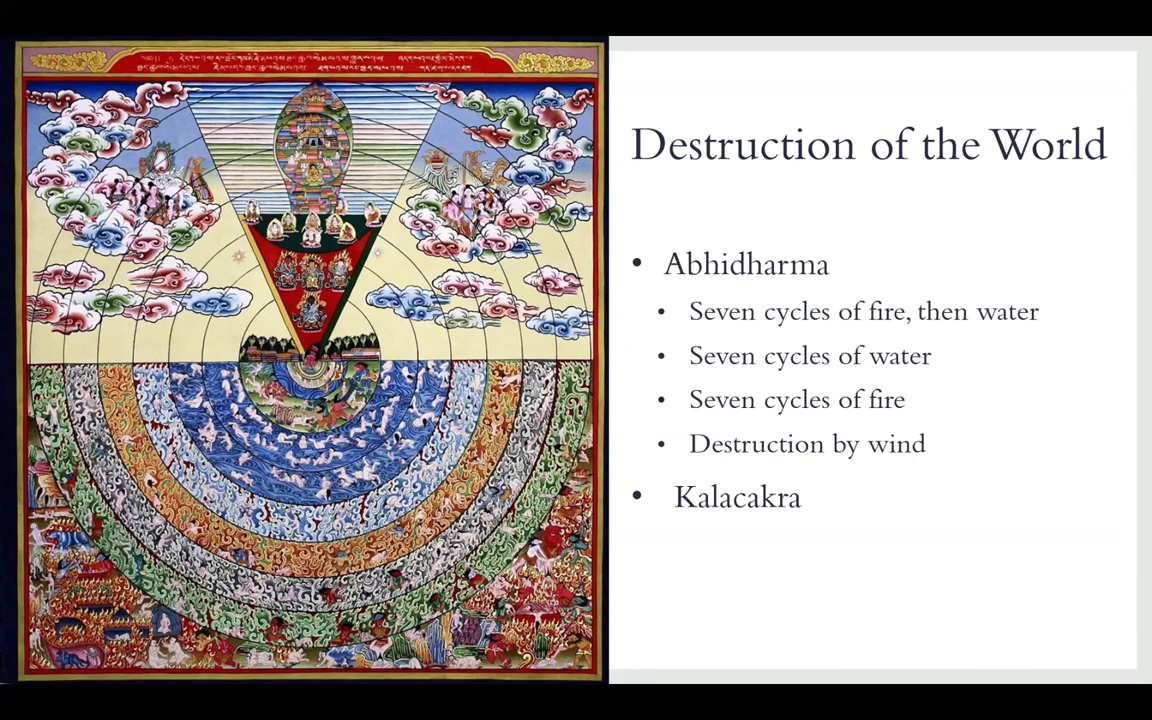 Destruction of the World
• Abhidharma
• Seven cycles of fire, then water
• Seven cycles of water
• Seven cycles of fire
• Destruction by wind
• Kalacakra